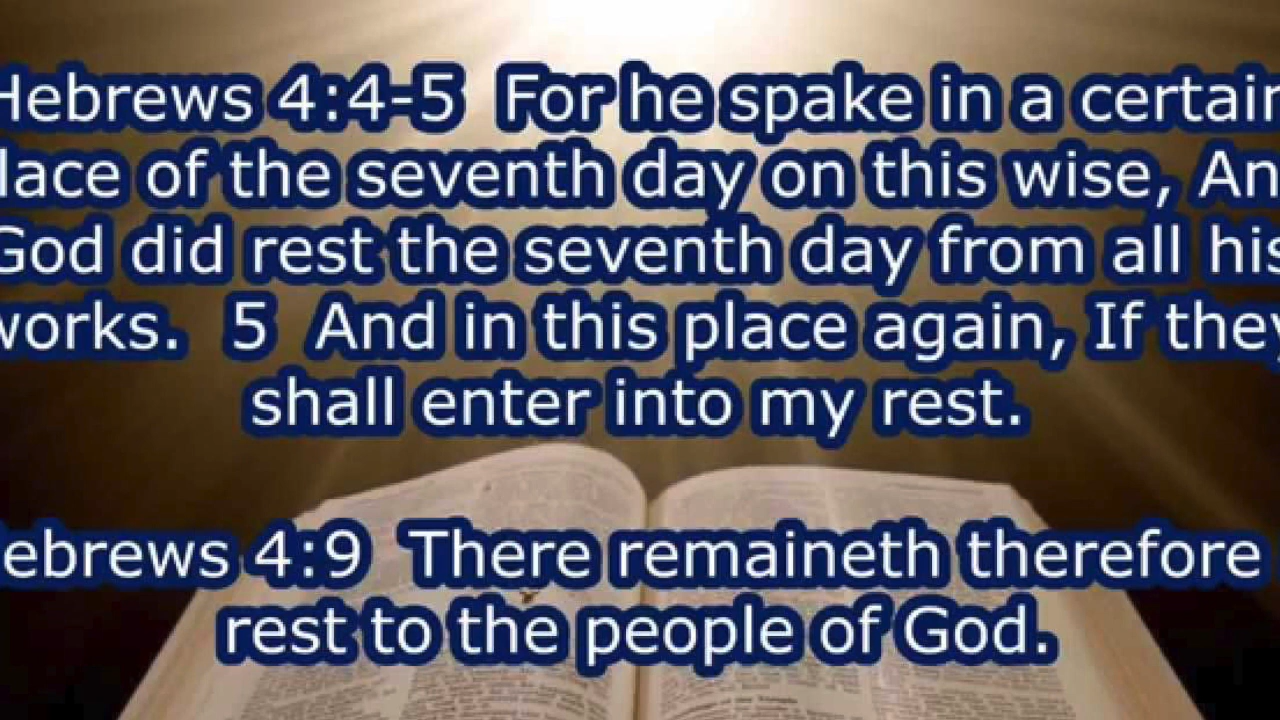 Hebrews 4:4-5 For he spake in a certain
lace of the seventh day on this wise, An
God did rest the seventh day from all his
works. 5 And in this place again, If they
shall enter into my rest.
ebrews 4:9 There remaineth therefore
rest to the people of God.